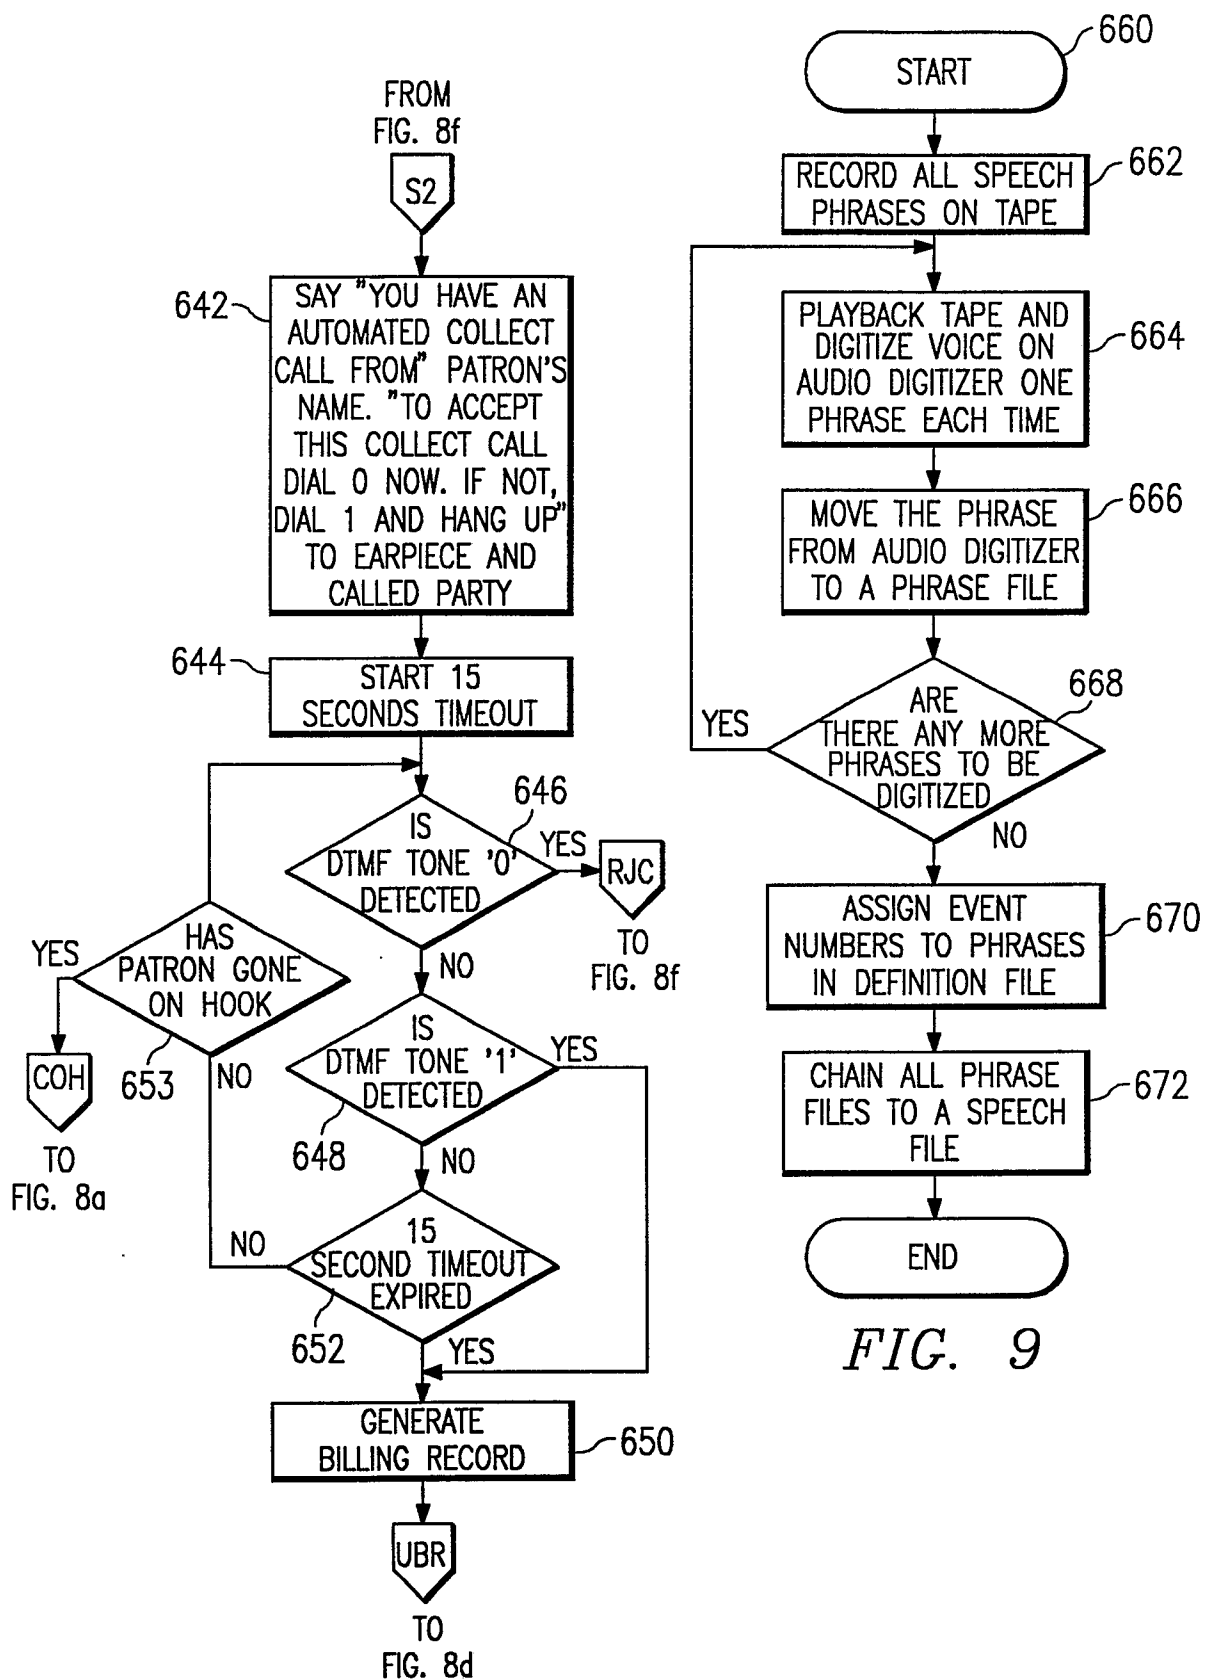 FROM
FIG. 8f
S2
642
SAY "YOU HAVE AN
AUTOMATED COLLECT
CALL FROM" PATRON'S
NAME. "TO ACCEPT
THIS COLLECT CALL
DIAL 0 NOW. IF NOT,
DIAL 1 AND HANG UP"
TO EARPIECE AND
CALLED PARTY
644
START 15
SECONDS TIMEOUT
646
IS
DTMF TONE '0'
DETECTED
YES
RJC
TO
FIG. 8f
NO
YES
HAS
PATRON GONE
ON HOOK
653
NO
COH
TO
FIG. 8a
IS
DTMF TONE '1'
DETECTED
YES
648
NO
NO
15
SECOND TIMEOUT
EXPIRED
652
YES
GENERATE
BILLING RECORD
650
UBR
TO
FIG. 8d
660
START
662
RECORD ALL SPEECH
PHRASES ON TAPE
664
PLAYBACK TAPE AND
DIGITIZE VOICE ON
AUDIO DIGITIZER ONE
PHRASE EACH TIME
666
MOVE THE PHRASE
FROM AUDIO DIGITIZER
TO A PHRASE FILE
668
YES
ARE
THERE ANY MORE
PHRASES TO BE
DIGITIZED
NO
ASSIGN EVENT
NUMBERS TO PHRASES
IN DEFINITION FILE
670
CHAIN ALL PHRASE
FILES TO A SPEECH
FILE
672
END
FIG. 9